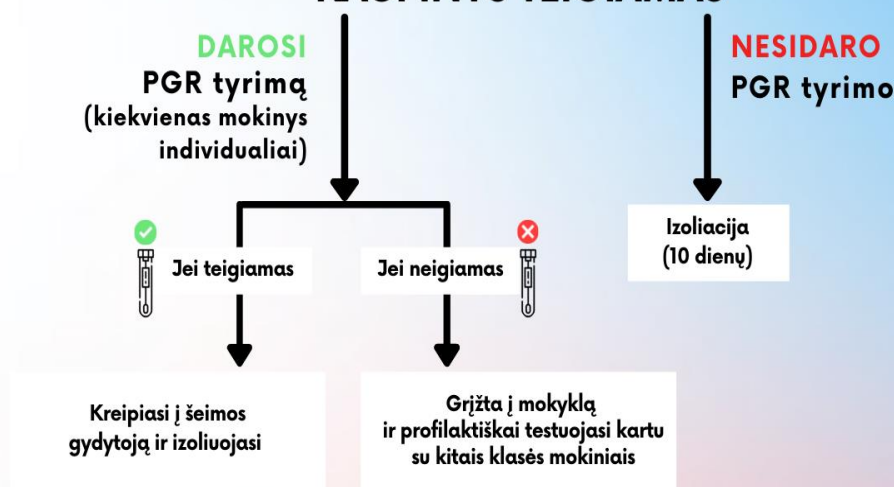 DAROSI
PGR tyrimą
(kiekvienas mokinys
individualiai)
NESIDARO
PGR tyrimo
Izoliacija
(10 dienų)
Jei teigiamas
Jei neigiamas
Kreipiasi į šeimos
gydytoją ir izoliuojasi
Grįžta į mokyklą
ir profilaktiškai testuojasi kartu
su kitais klasės mokiniais